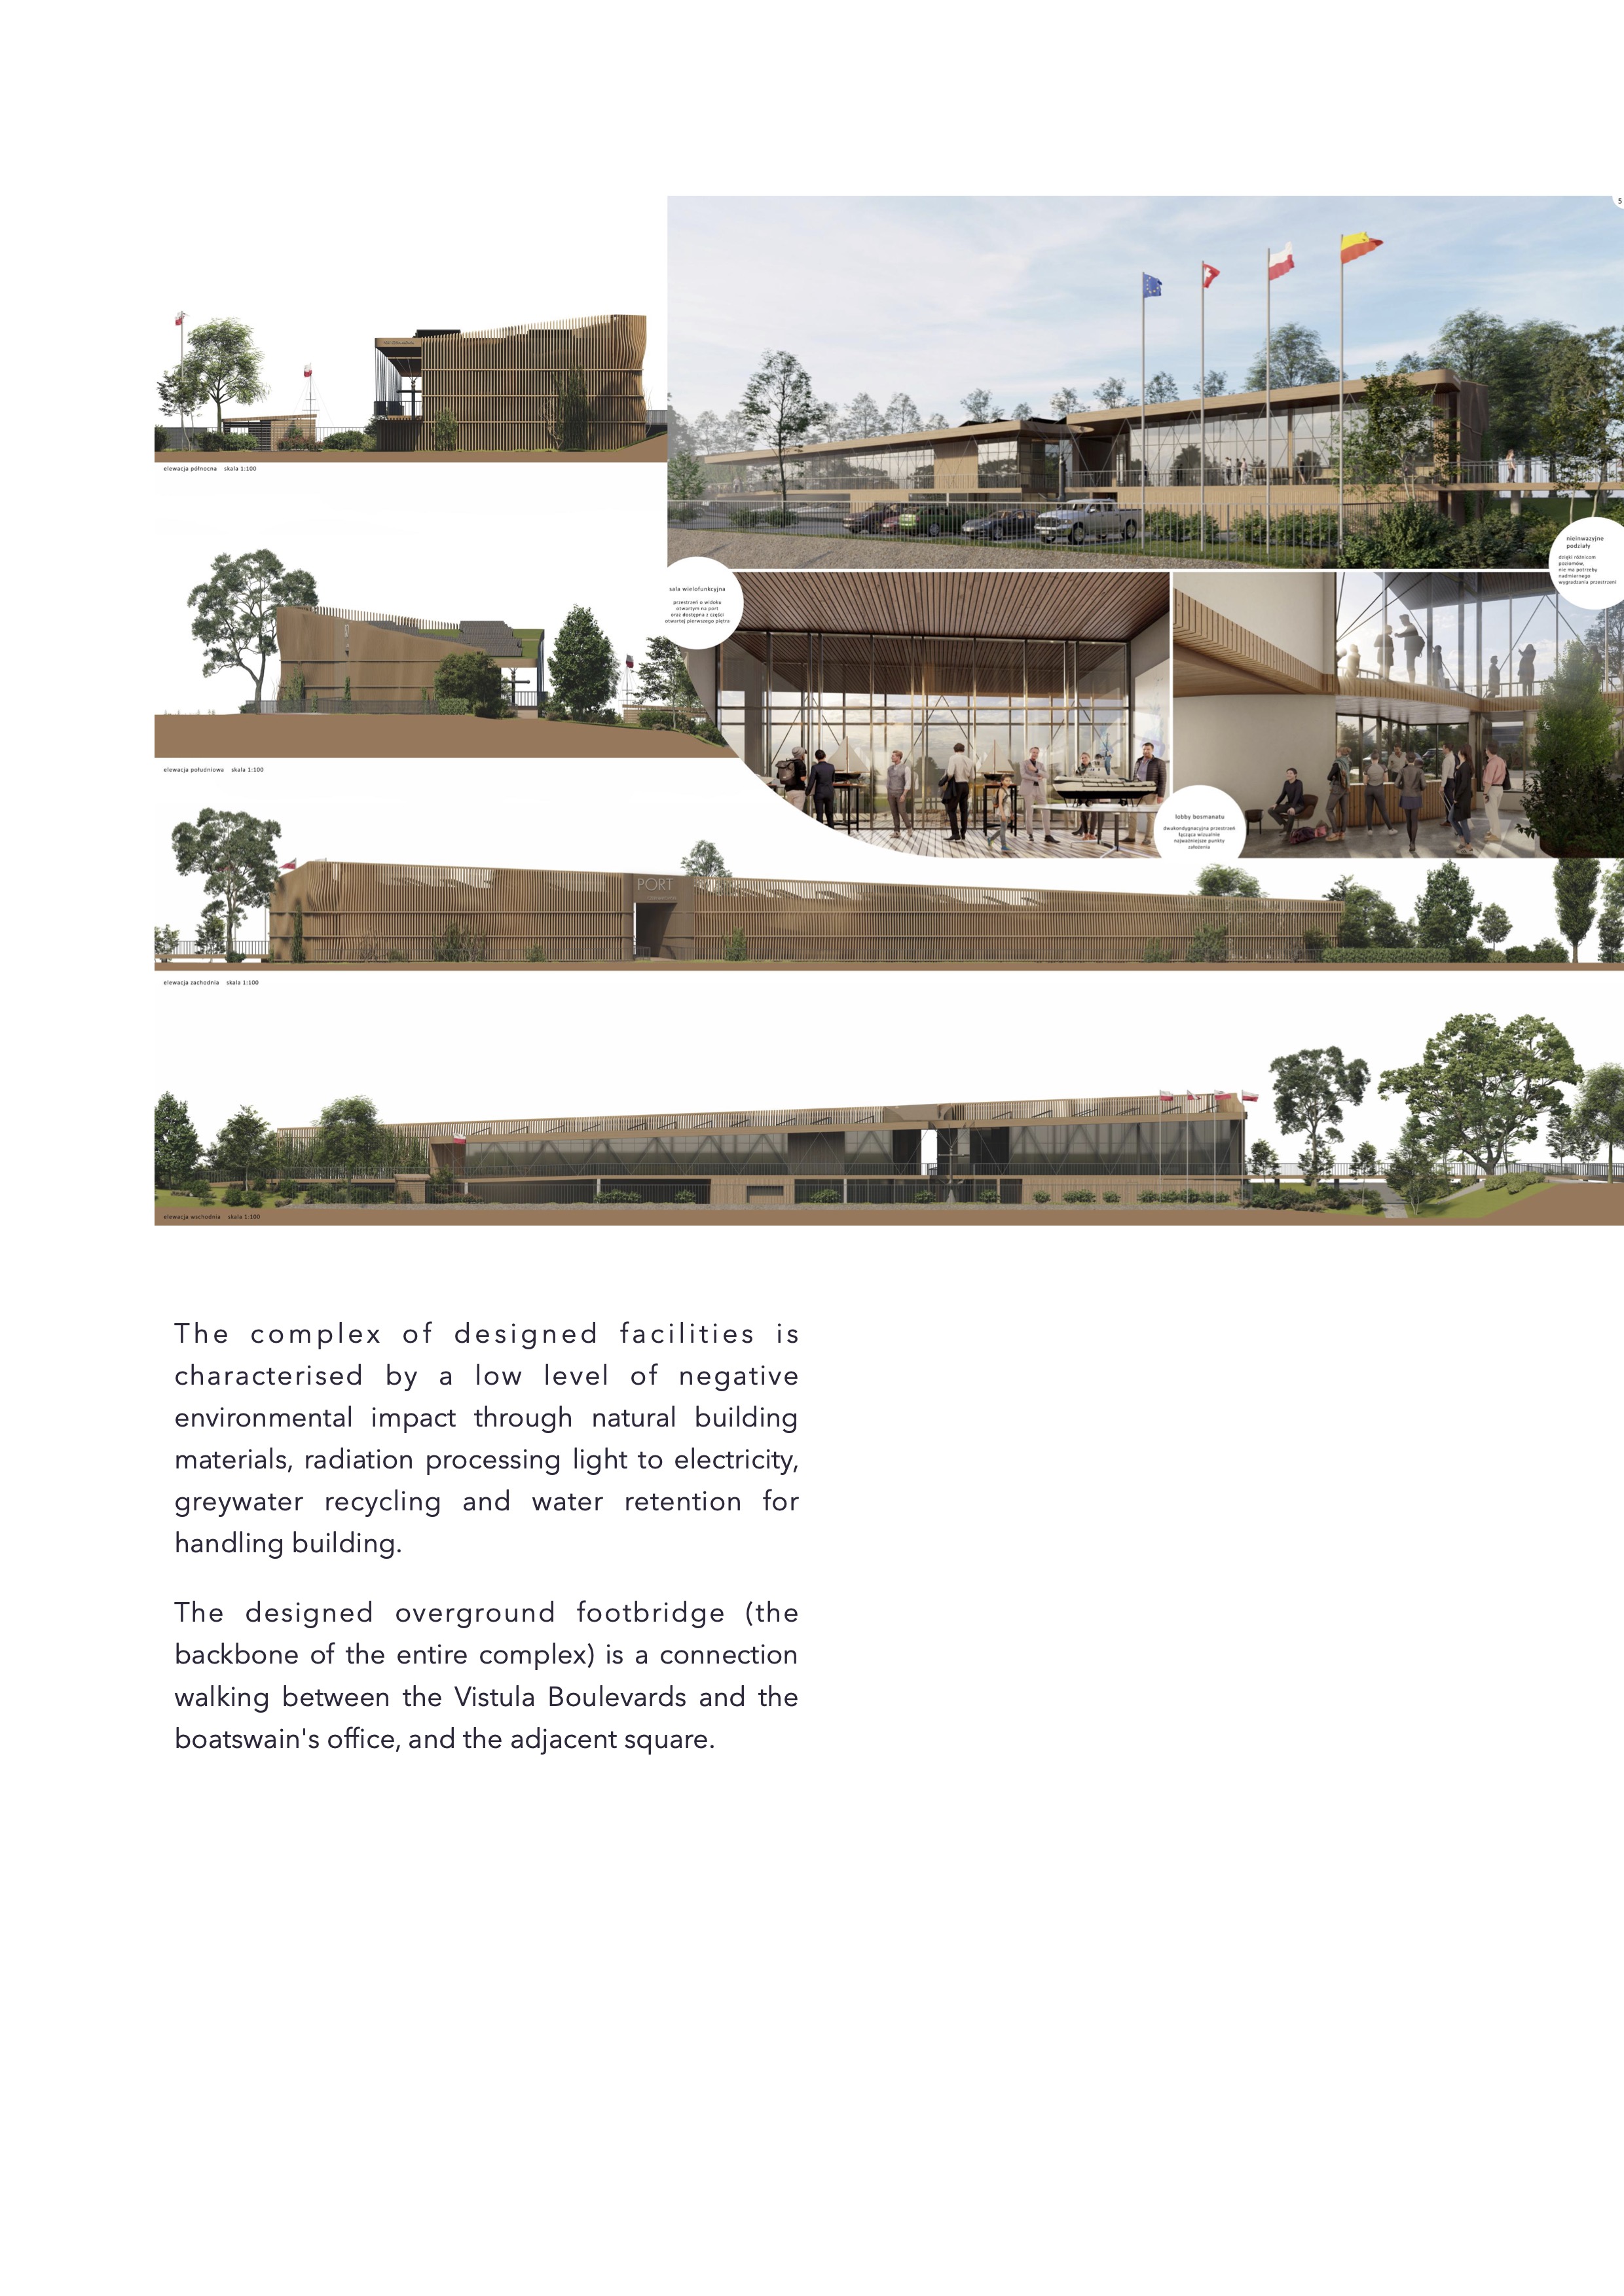 5
elewacja północna skala 1:100
nieinwazyjne
podziały
dzięki różnicom
poziomów,
nie ma potrzeby
nadmiernego
wygradzania przestrzeni
sala wielofunkcyjna
przestrzeń o widoku
otwartym na port
oraz dostępna z części
otwartej pierwszego piętra
elewacja południowa skala 1:100
lobby bosmanatu
dwukondygnacyjna przestrzeń
łącząca wizualnie
najważniejsze punkty
założenia
PORT
elewacja zachodnia skala 1:100
elewacja wschodnia skala 1:100
The complex of designed facilities is
characterised by a low level of negative
environmental impact through natural building
materials, radiation processing light to electricity,
greywater recycling and water retention for
handling building.
The designed overground footbridge (the
backbone of the entire complex) is a connection
walking between the Vistula Boulevards and the
boatswain's office, and the adjacent square.